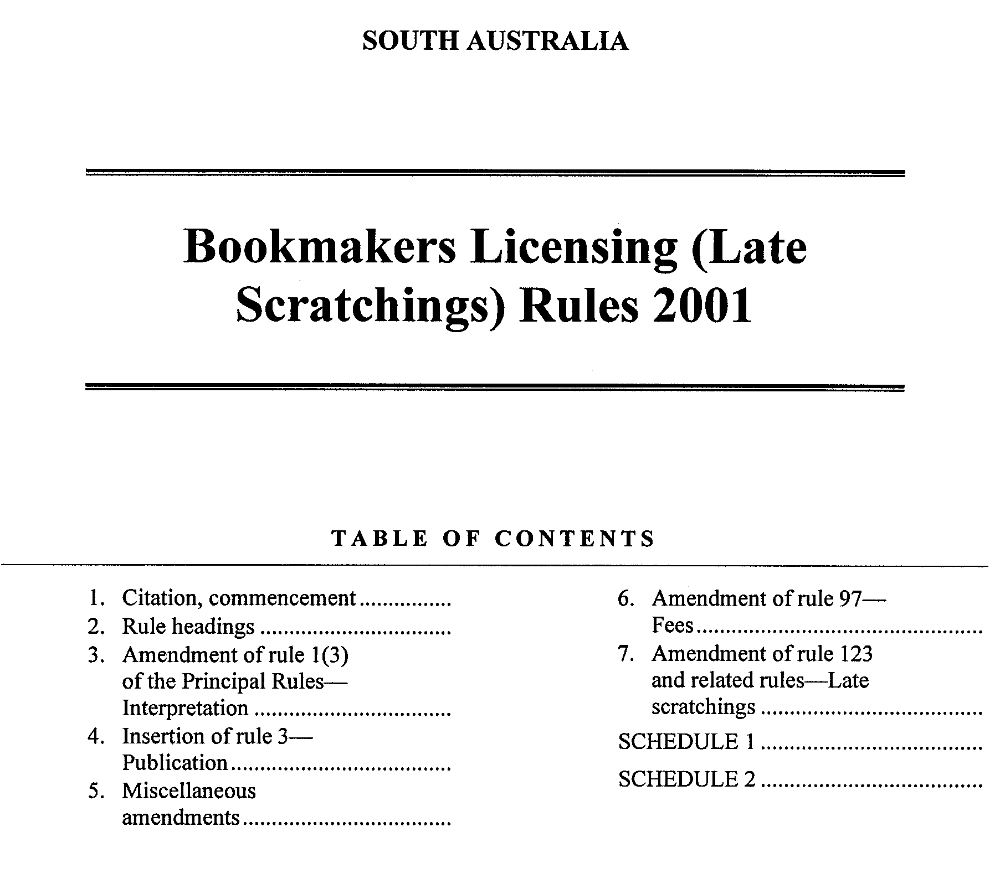 SOUTH AUSTRALIA
Bookmakers Licensing (Late
Scratchings) Rules 2001
TABLE OF CONTENTS
1. Citation, commencement................
2. Rule headings .................................
3. Amendment of rule 1(3)
of the Principal Rules—
Interpretation ..................................
4. Insertion of rule 3—
Publication......................................
5. Miscellaneous
amendments....................................
6. Amendment of rule 97—
Fees..................................................
7. Amendment of rule 123
and related rules—Late
scratchings ......................................
SCHEDULE 1 ......................................
SCHEDULE 2 ......................................